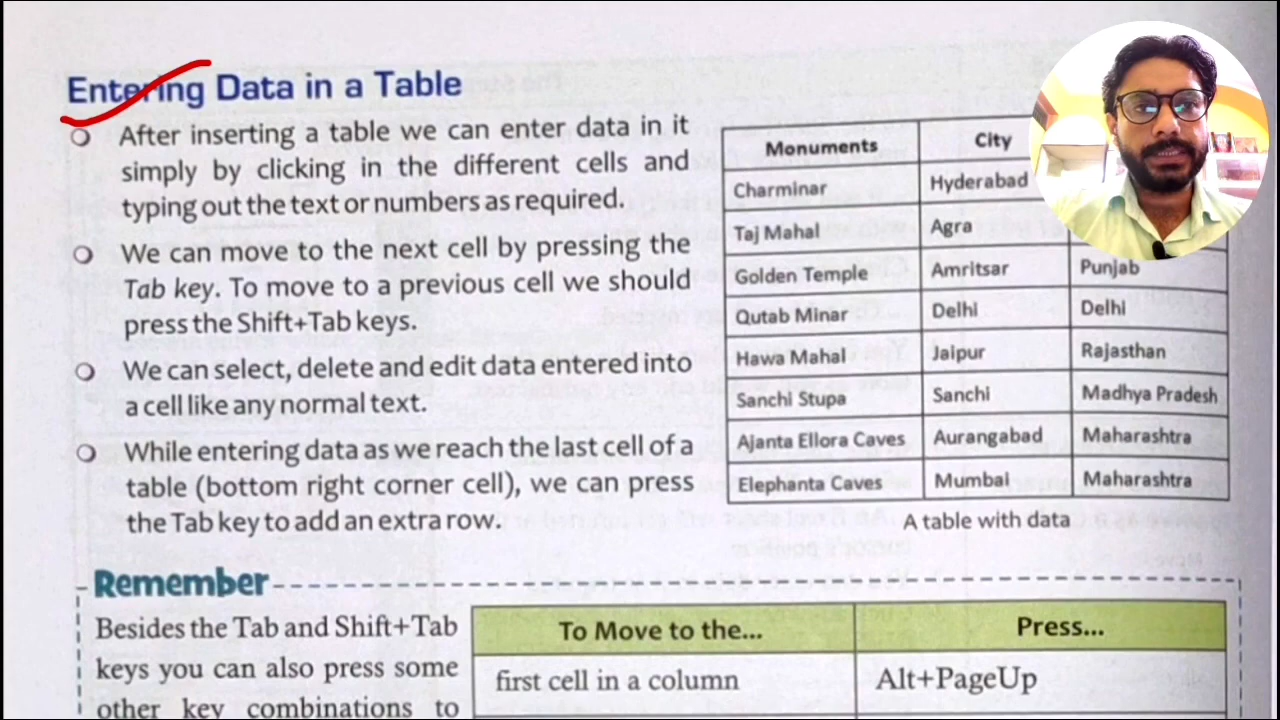 Entering Data in a Table
After inserting a table we can enter data in it
simply by clicking in the different cells and
typing out the text or numbers as required.
We can move to the next cell by pressing the
Tab key. To move to a previous cell we should
press the Shift+Tab keys.
We can select, delete and edit data entered into
a cell like any normal text.
While entering data as we reach the last cell of a
table (bottom right corner cell), we can press
the Tab key to add an extra row.
Monuments City
Charminar Hyderabad
Taj Mahal Agra
Golden Temple Amritsar Punjab
Qutab Minar Delhi Delhi
Hawa Mahal Jaipur Rajasthan
Sanchi Stupa Sanchi Madhya Pradesh
Ajanta Ellora Caves Aurangabad Maharashtra
Elephanta Caves Mumbai Maharashtra
A table with data
Remember
Besides the Tab and Shift+Tab
keys you can also press some
other key combinations to
To Move to the... Press...
first cell in a column Alt+PageUp